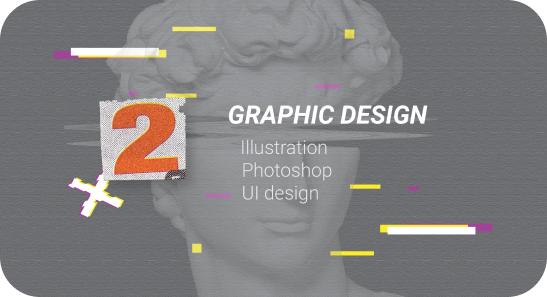 2
GRAPHIC DESIGN
Illustration
Photoshop
UI design